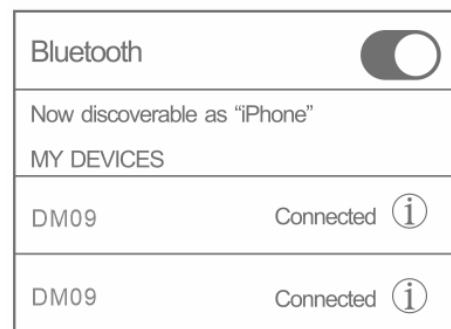 Bluetooth
Now discoverable as “iPhone”
MY DEVICES
DM09 Connected i
DM09 Connected i